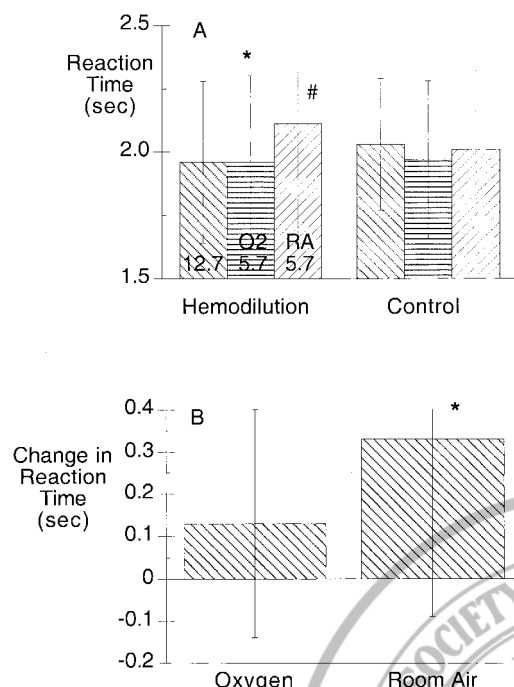 A
2.5
Reaction
Time
(sec)
*
#
2.0
O2 RA
12.7 5.7 5.7
1.5
Hemodilution Control
B
0.4
*
Change in
Reaction
Time
(sec)
0.3
0.2
0.1
0
-0.1
-0.2
Oxygen Room Air
SOCIETY